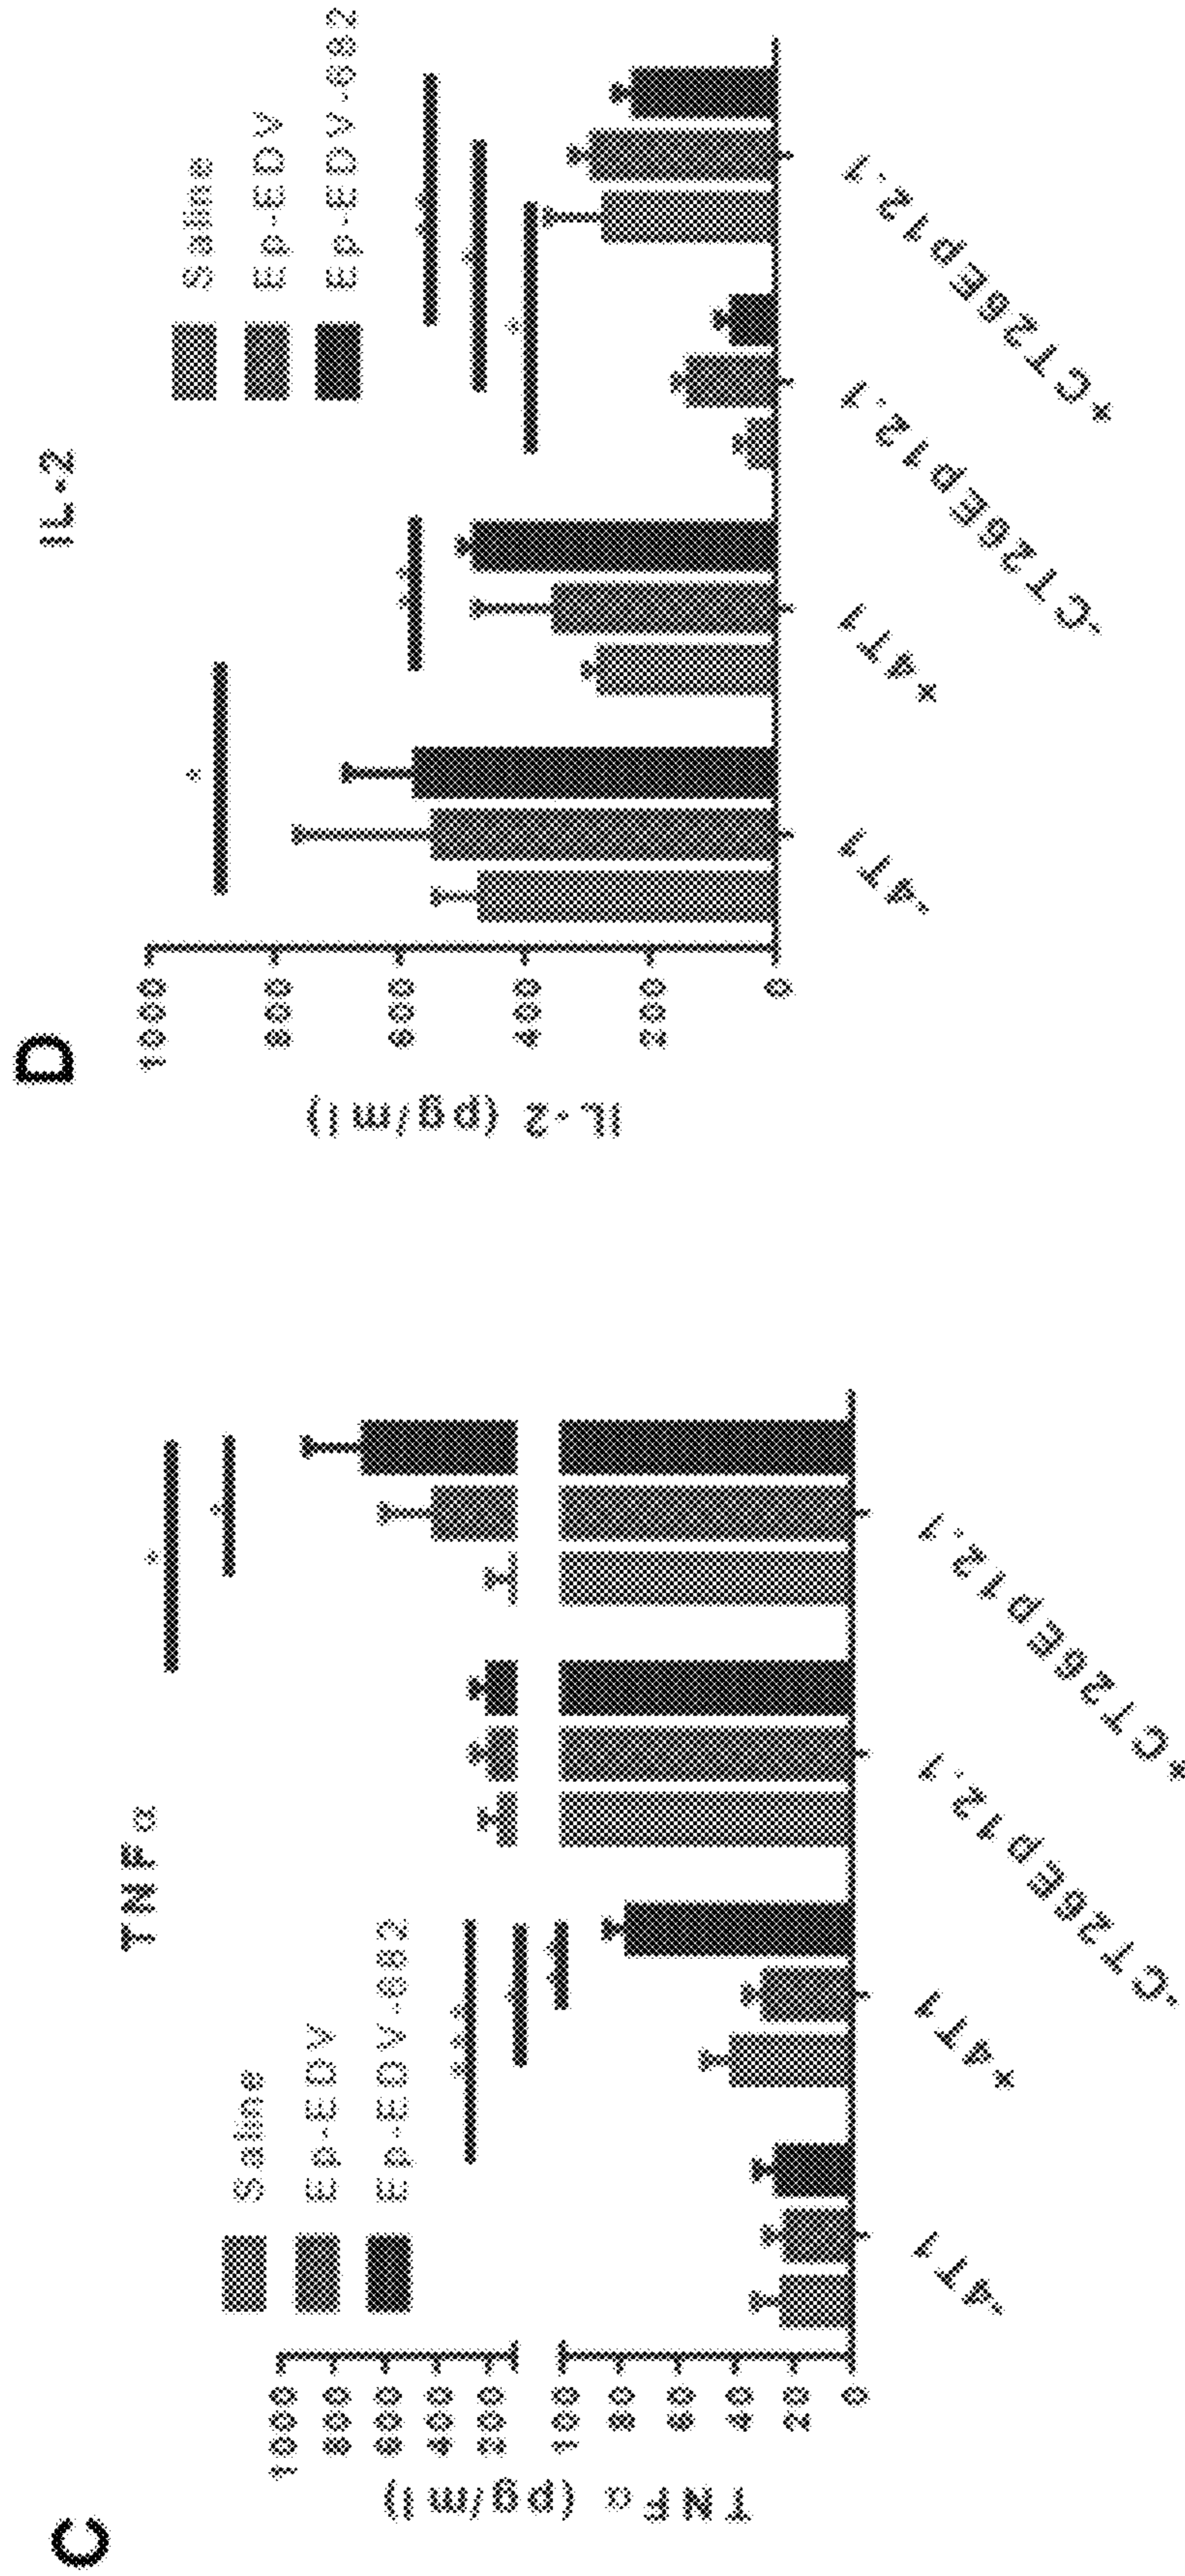 C
TNFα
Saline
Ep-EDV
Ep-EDV-682
TNFα (pg/ml)
1000
800
600
400
200
100
80
60
40
20
0
***
*
**
*
*
-4T1
+4T1
-CT26Ep12.1
+CT26Ep12.1
D
IL-2
Saline
Ep-EDV
Ep-EDV-682
IL-2 (pg/ml)
1000
800
600
400
200
0
*
**
*
*
**
-4T1
+4T1
-CT26Ep12.1
+CT26Ep12.1